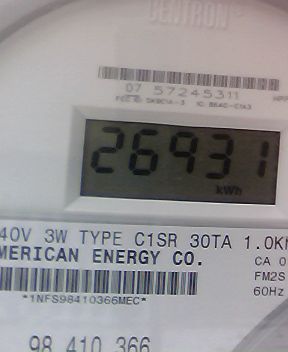 CENTRON®
07 57245311
26931
kWh
40V 3W TYPE C1SR 30TA 1.0K
MERICAN ENERGY CO.
CA 0
FM2S
*1NFS98410366MEC*
60Hz
98 410 366